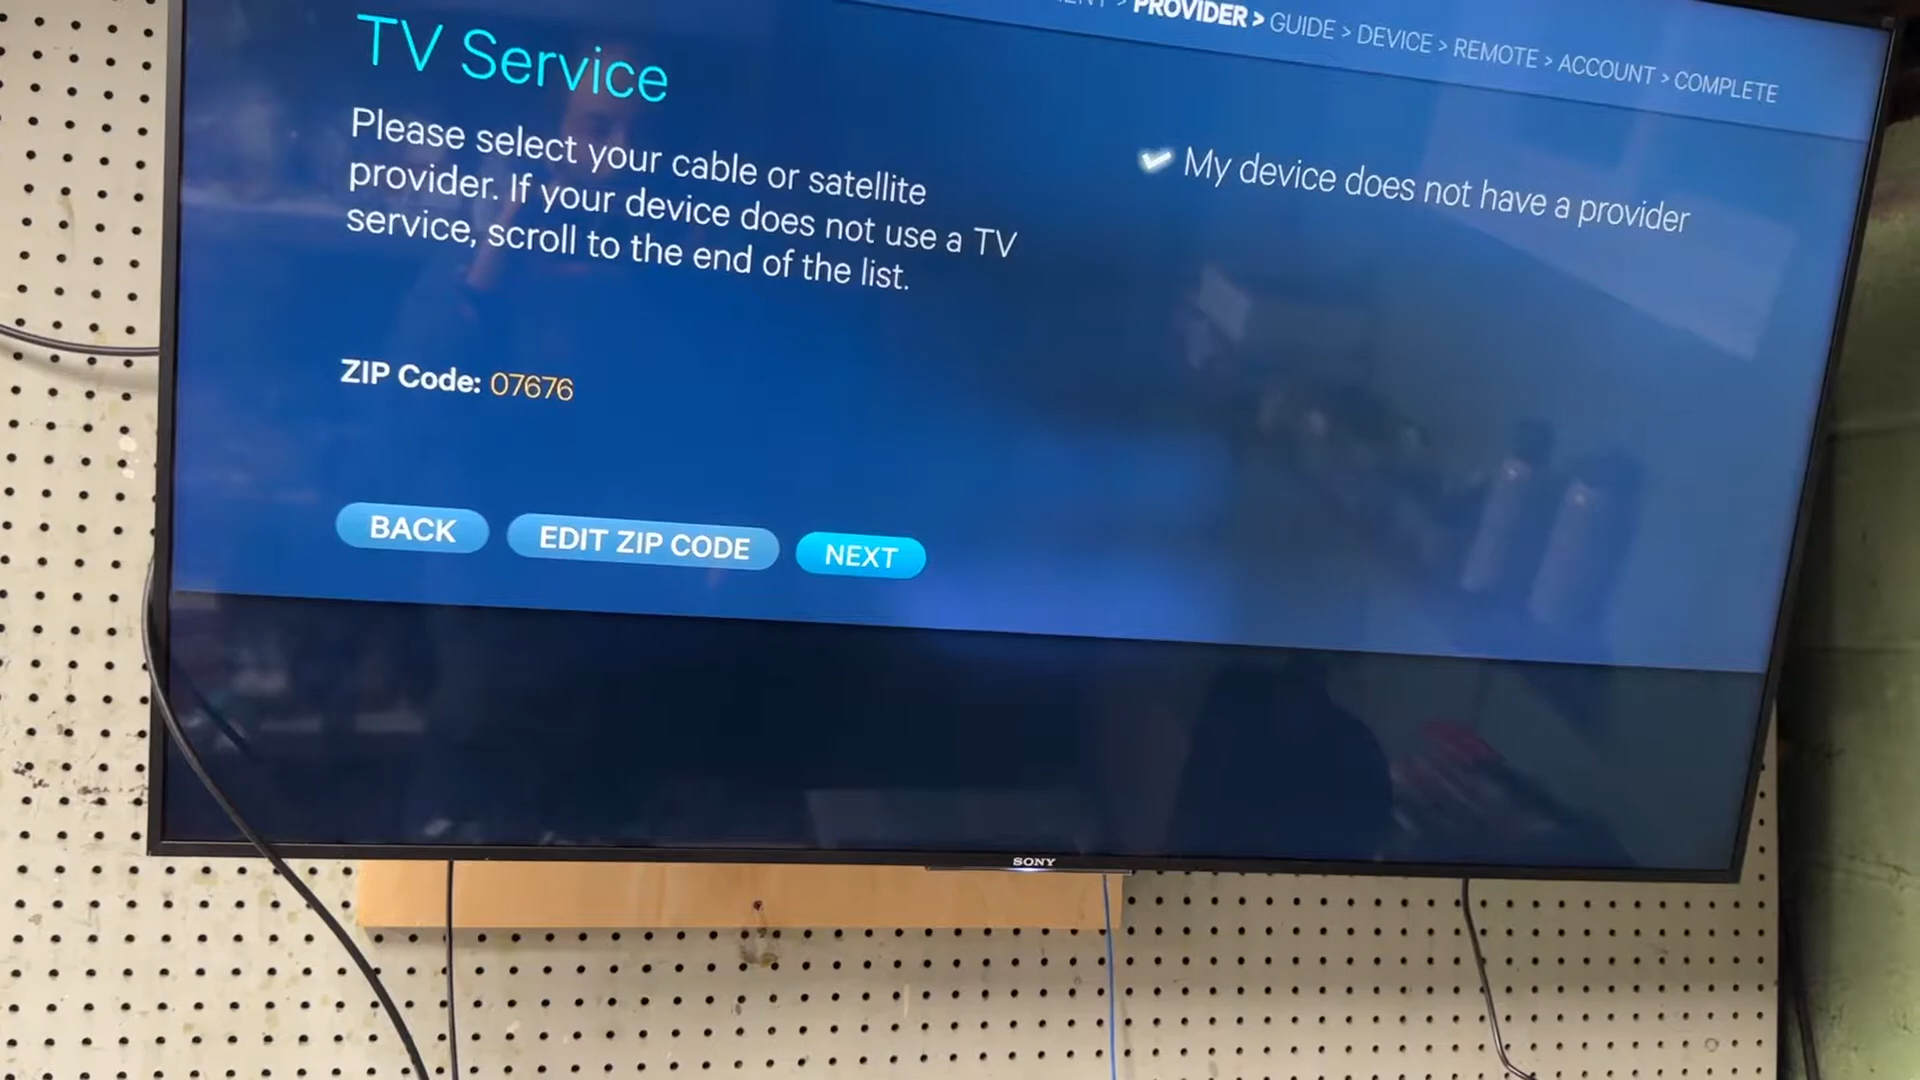 PROVIDER > GUIDE > DEVICE > REMOTE > ACCOUNT > COMPLETE
TV Service
Please select your cable or satellite
provider. If your device does not use a TV
service, scroll to the end of the list.
My device does not have a provider
ZIP Code: 07676
BACK
EDIT ZIP CODE
NEXT
SONY